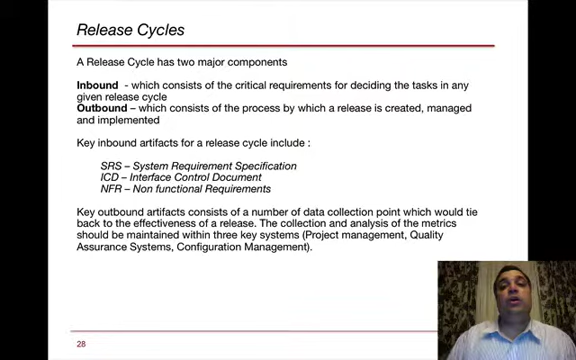 Release Cycles
A Release Cycle has two major components
Inbound - which consists of the critical requirements for deciding the tasks in any
given release cycle
Outbound – which consists of the process by which a release is created, managed
and implemented
Key inbound artifacts for a release cycle include :
SRS – System Requirement Specification
ICD – Interface Control Document
NFR – Non functional Requirements
Key outbound artifacts consists of a number of data collection point which would tie
back to the effectiveness of a release. The collection and analysis of the metrics
should be maintained within three key systems (Project management, Quality
Assurance Systems, Configuration Management).
28